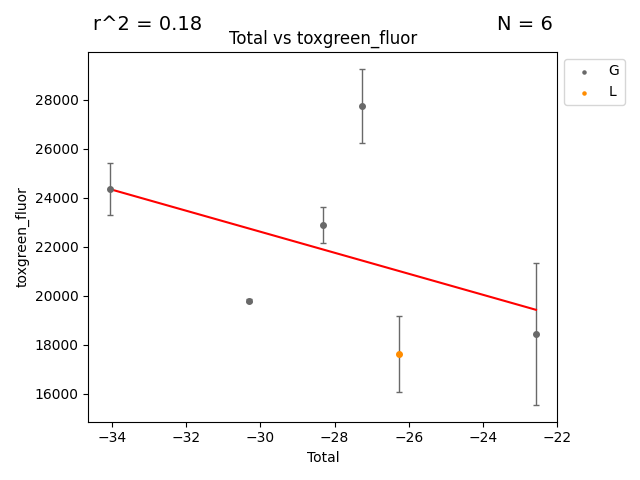 r^2 = 0.18
N = 6
Total vs toxgreen_fluor
G
L
28000
26000
24000
22000
20000
18000
16000
toxgreen_fluor
−34
−32
−30
−28
−26
−24
−22
Total